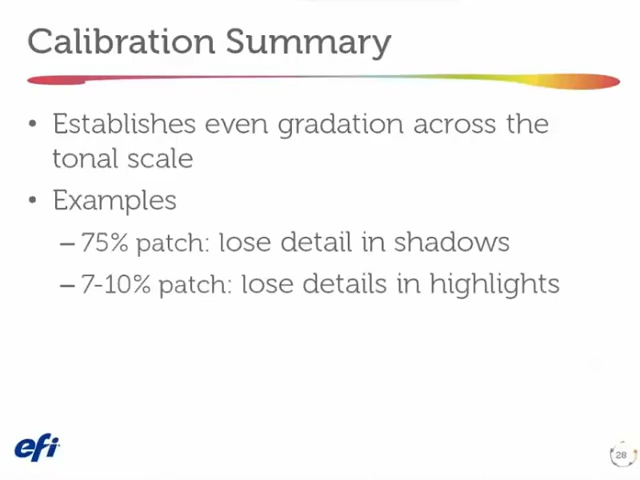 Calibration Summary
• Establishes even gradation across the
tonal scale
• Examples
– 75% patch: lose detail in shadows
– 7-10% patch: lose details in highlights
efi
28